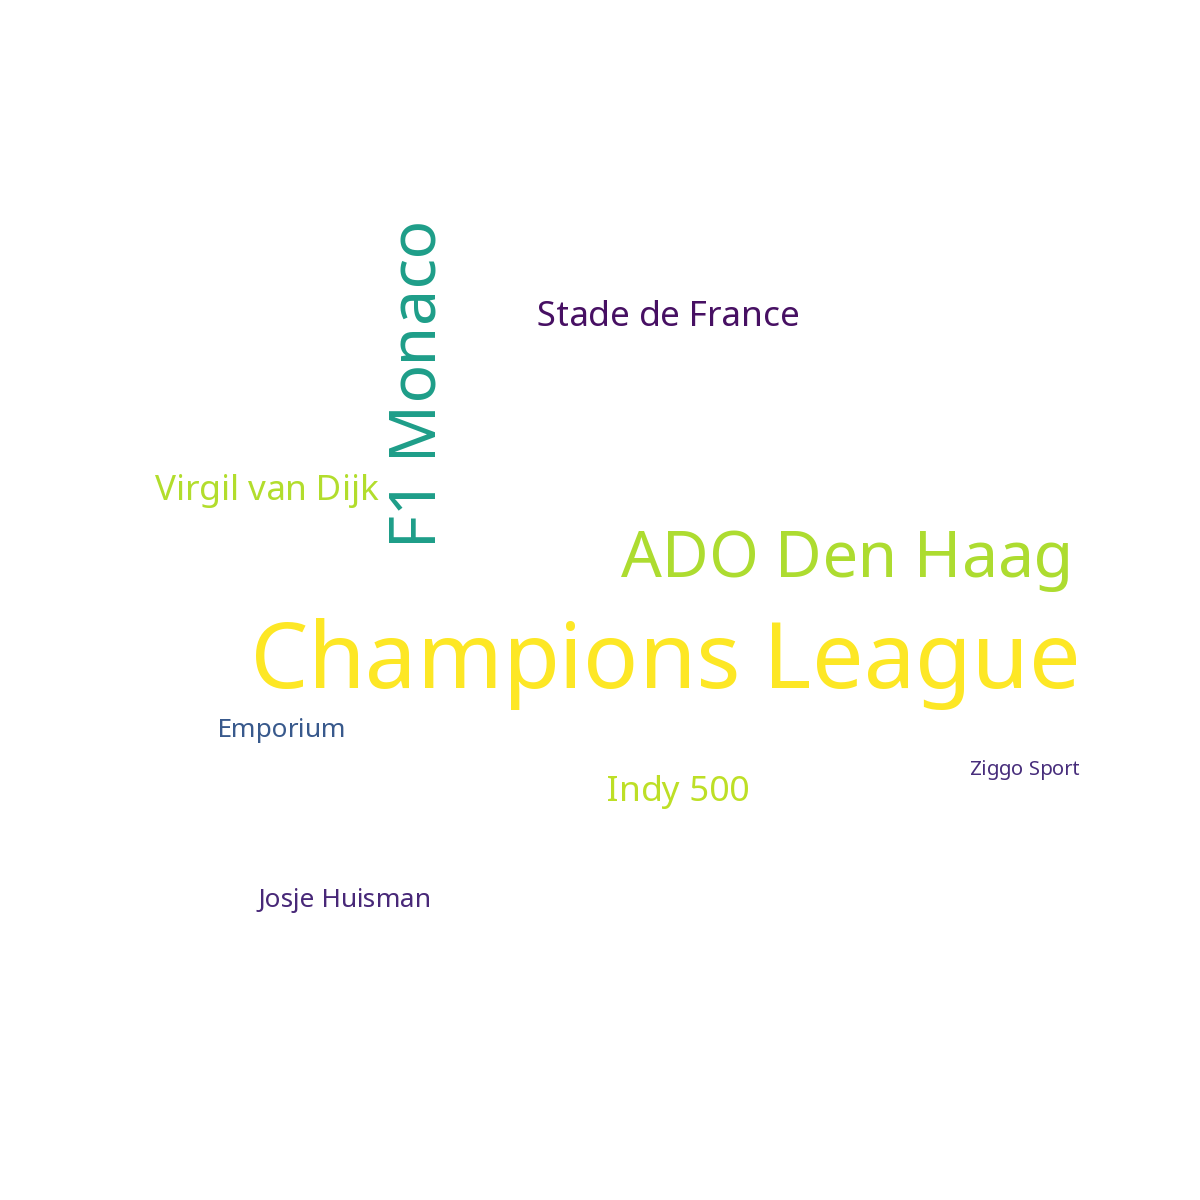 F1 Monaco
Stade de France
Virgil van Dijk
ADO Den Haag
Champions League
Emporium
Ziggo Sport
Indy 500
Josje Huisman